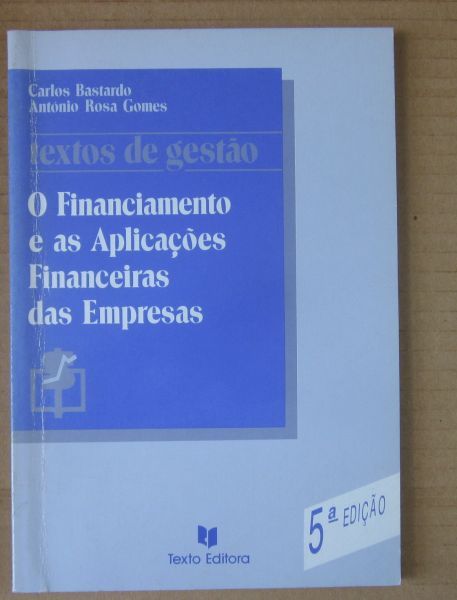 Carlos Bastardo
António Rosa Gomes
textos de gestão
O Financiamento
e as Aplicações
Financeiras
das Empresas
5ª EDIÇÃO
Texto Editora